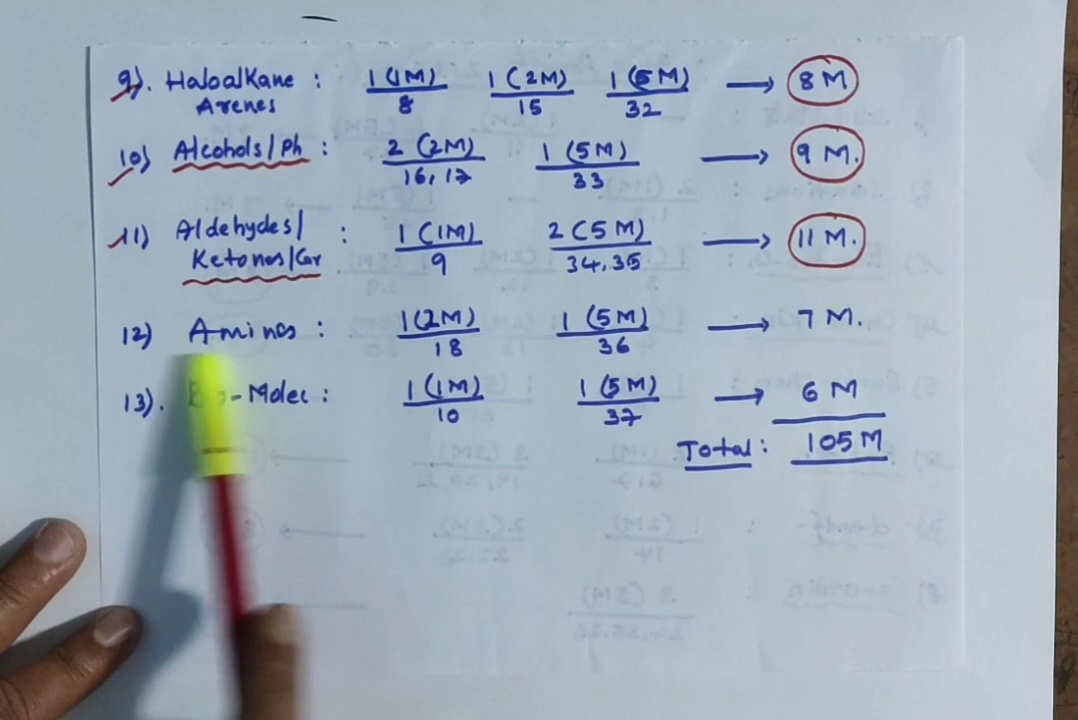 9). Haloalkane : 1 (1M) 1 (2M) 1 (5M) → 8 M
Arenes 8 15 32
10) Alcohols/Ph : 2 (2M) 1 (5M) → 9 M.
16, 17 33
11) Aldehydes/ : 1 (1M) 2 (5M) → 11 M.
Ketones/Car 9 34, 35
12) Amines : 1 (2M) 1 (5M) → 7 M.
18 36
13). -Molec : 1 (1M) 1 (5M) → 6 M
10 37
Total : 105 M